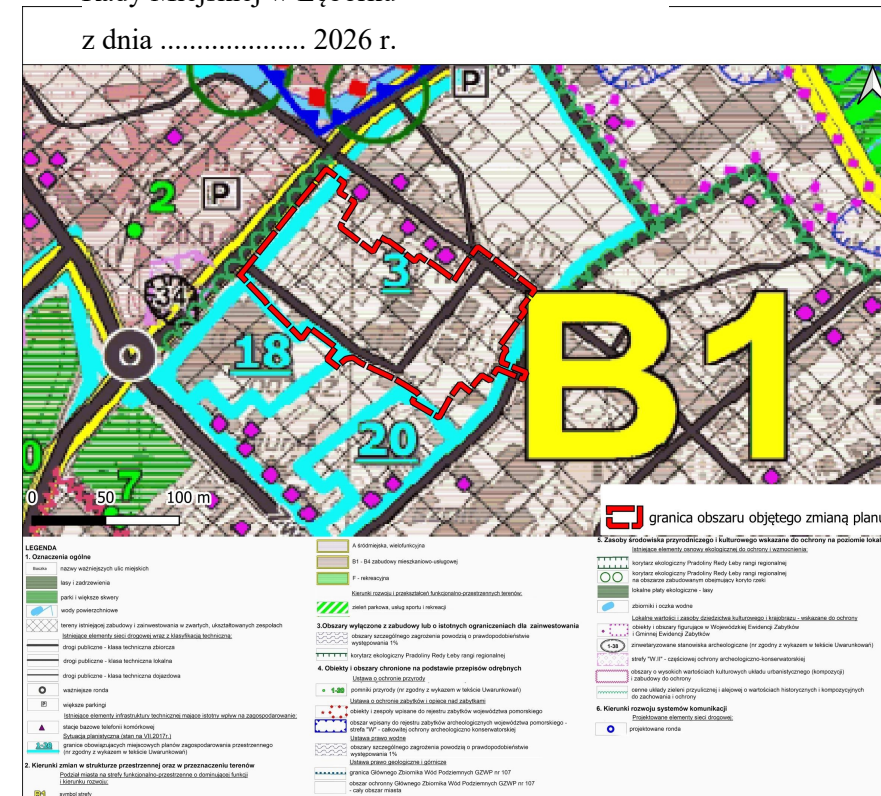 Rady Miejskiej w Lęborku
z dnia ................... 2026 r.
P
P
2
3
34
B1
18
20
7
0
0 50 100 m
granica obszaru objętego zmianą planu
LEGENDA
1. Oznaczenia ogólne
nazwy ważniejszych ulic miejskich
lasy i zadrzewienia
parki i większe skwery
wody powierzchniowe
tereny istniejącej zabudowy i zainwestowania w zwartych, ukształtowanych zespołach
Istniejące elementy sieci drogowej wraz z klasyfikacją techniczną:
drogi publiczne - klasa techniczna zbiorcza
drogi publiczne - klasa techniczna lokalna
drogi publiczne - klasa techniczna dojazdowa
ważniejsze ronda
P większe parkingi
Istniejące elementy infrastruktury technicznej mające istotny wpływ na zagospodarowanie:
stacje bazowe telefonii komórkowej
Sytuacja planistyczna (stan na VII.2017r.)
granice obowiązujących miejscowych planów zagospodarowania przestrzennego
(nr zgodny z wykazem w tekście Uwarunkowań)
2. Kierunki zmian w strukturze przestrzennej oraz w przeznaczeniu terenów
Podział miasta na strefy funkcjonalno-przestrzenne o dominującej funkcji
i kierunku rozwoju:
symbol strefy
A śródmiejska, wielofunkcyjna
B1 - B4 zabudowy mieszkaniowo-usługowej
F - rekreacyjna
Kierunki rozwoju i przekształceń funkcjonalno-przestrzennych terenów:
zieleń parkowa, usług sportu i rekreacji
3.Obszary wyłączone z zabudowy lub o istotnych ograniczeniach dla zainwestowania
obszary szczególnego zagrożenia powodzią o prawdopodobieństwie
występowania 1%
korytarz ekologiczny Pradoliny Redy Łeby rangi regionalnej
4. Obiekty i obszary chronione na podstawie przepisów odrębnych
Ustawa o ochronie przyrody
1-20 pomniki przyrody (nr zgodny z wykazem w tekście Uwarunkowań)
Ustawa o ochronie zabytków i opiece nad zabytkami
obiekty i zespoły wpisane do rejestru zabytków województwa pomorskiego
obszar wpisany do rejestru zabytków archeologicznych województwa pomorskiego -
strefa "W" - całkowitej ochrony archeologiczno konserwatorskiej
Ustawa prawo wodne
obszary szczególnego zagrożenia powodzią o prawdopodobieństwie
występowania 1%
Ustawa prawo geologiczne i górnicze
granica Głównego Zbiornika Wód Podziemnych GZWP nr 107
obszar ochronny Głównego Zbiornika Wód Podziemnych GZWP nr 107
- cały obszar miasta
5. Zasoby środowiska przyrodniczego i kulturowego wskazane do ochrony na poziomie lokal
Istniejące elementy osnowy ekologicznej do ochrony i wzmocnienia:
korytarz ekologiczny Pradoliny Redy Łeby rangi regionalnej
korytarz ekologiczny Pradoliny Redy Łeby rangi regionalnej
na obszarze zabudowanym obejmujący koryto rzeki
lokalne płaty ekologiczne - lasy
zbiorniki i oczka wodne
Lokalne wartości i zasoby dziedzictwa kulturowego i krajobrazu - wskazane do ochrony
obiekty i obszary figurujące w Wojewódzkiej Ewidencji Zabytków
i Gminnej Ewidencji Zabytków
1-38 zinwetaryzowane stanowiska archeologiczne (nr zgodny z wykazem w tekście Uwarunkowań)
strefy "W.II" - częściowej ochrony archeologiczno-konserwatorskiej
obszary o wysokich wartościach kulturowych układu urbanistycznego (kompozycji)
i zabudowy do ochrony
cenne układy zieleni przyulicznej i alejowej o wartościach historycznych i kompozycyjnych
do zachowania i ochrony
6. Kierunki rozwoju systemów komunikacji
Projektowane elementy sieci drogowej:
projektowane ronda